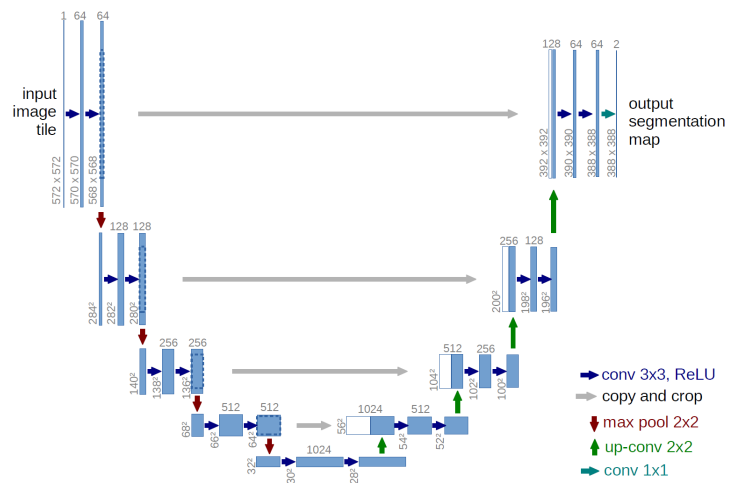 1 64 64
input
image
tile
572 x 572
570 x 570
568 x 568
128 64 64 2
output
segmentation
map
392 x 392
390 x 390
388 x 388
388 x 388
128 128
284²
282²
280²
256 128
200²
198²
196²
256 256
140²
138²
136²
512 256
104²
102²
100²
512 512
68²
66²
64²
1024 512
56²
54²
52²
1024
32²
30²
28²
conv 3x3, ReLU
copy and crop
max pool 2x2
up-conv 2x2
conv 1x1